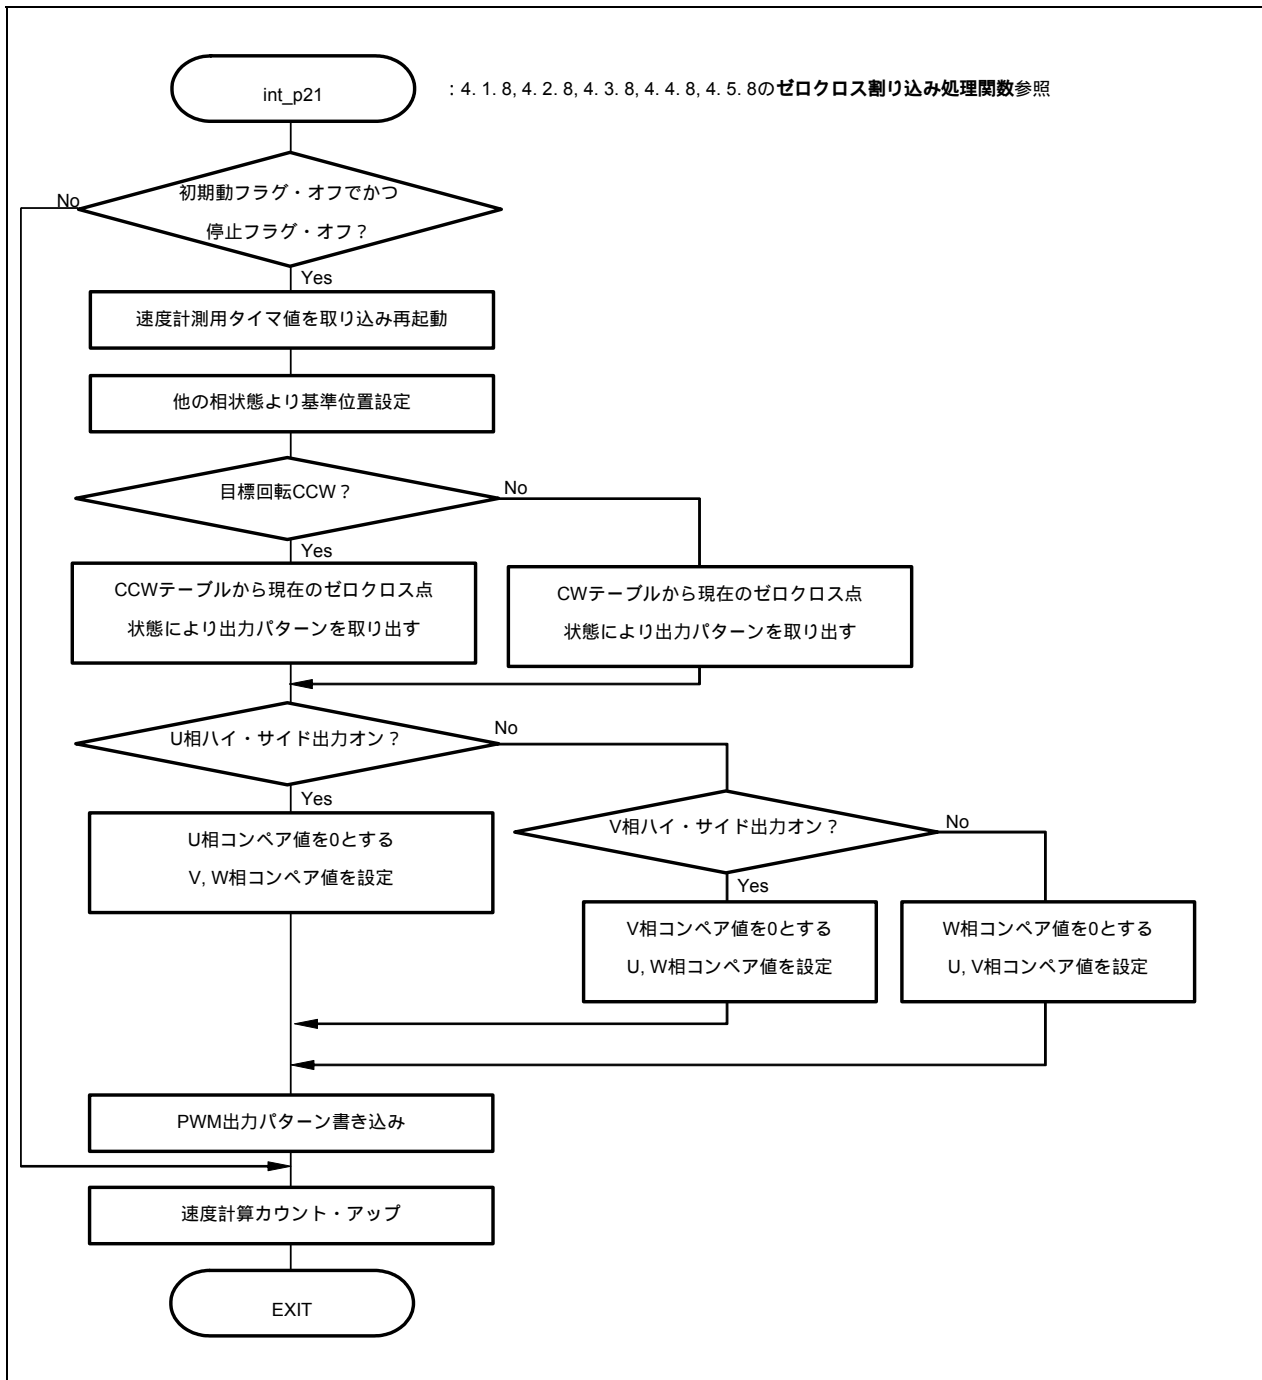 int_p21
：4. 1. 8, 4. 2. 8, 4. 3. 8, 4. 4. 8, 4. 5. 8のゼロクロス割り込み処理関数参照
No
初期動フラグ・オフでかつ
停止フラグ・オフ？
Yes
速度計測用タイマ値を取り込み再起動
他の相状態より基準位置設定
目標回転CCW？
No
Yes
CCWテーブルから現在のゼロクロス点
状態により出力パターンを取り出す
CWテーブルから現在のゼロクロス点
状態により出力パターンを取り出す
U相ハイ・サイド出力オン？
No
Yes
U相コンペア値を0とする
V, W相コンペア値を設定
V相ハイ・サイド出力オン？
No
Yes
V相コンペア値を0とする
U, W相コンペア値を設定
W相コンペア値を0とする
U, V相コンペア値を設定
PWM出力パターン書き込み
速度計算カウント・アップ
EXIT